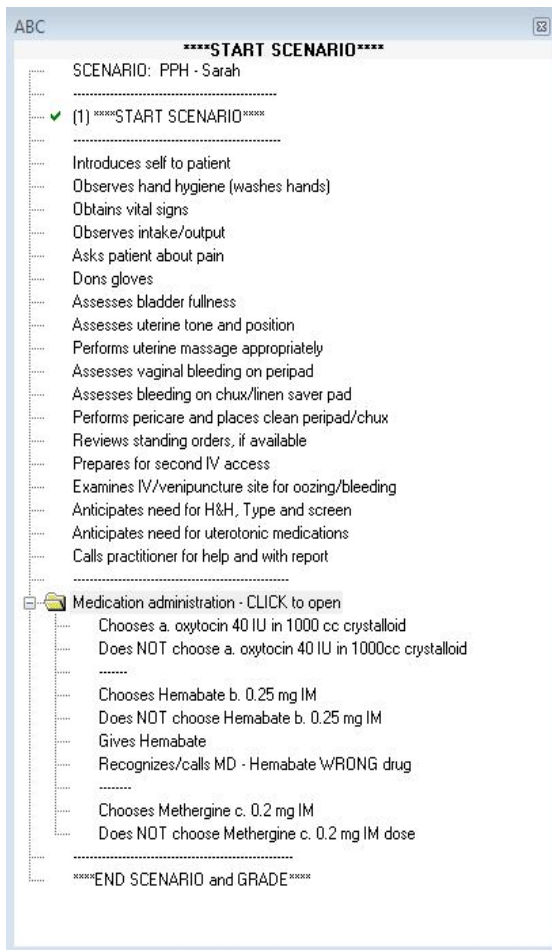 ABC
****START SCENARIO****
SCENARIO: PPH - Sarah
--------------------------------------------------
(1) ****START SCENARIO****
---------------------------------------------------
Introduces self to patient
Observes hand hygiene (washes hands)
Obtains vital signs
Observes intake/output
Asks patient about pain
Dons gloves
Assesses bladder fullness
Assesses uterine tone and position
Performs uterine massage appropriately
Assesses vaginal bleeding on peripad
Assesses bleeding on chux/linen saver pad
Performs pericare and places clean peripad/chux
Reviews standing orders, if available
Prepares for second IV access
Examines IV/venipuncture site for oozing/bleeding
Anticipates need for H&H, Type and screen
Anticipates need for uterotonic medications
Calls practitioner for help and with report
-----------------------------------------------------
Medication administration - CLICK to open
Chooses a. oxytocin 40 IU in 1000 cc crystalloid
Does NOT choose a. oxytocin 40 IU in 1000cc crystalloid
-------
Chooses Hemabate b. 0.25 mg IM
Does NOT choose Hemabate b. 0.25 mg IM
Gives Hemabate
Recognizes/calls MD - Hemabate WRONG drug
--------
Chooses Methergine c. 0.2 mg IM
Does NOT choose Methergine c. 0.2 mg IM dose
------------------------------------------------------
****END SCENARIO and GRADE****